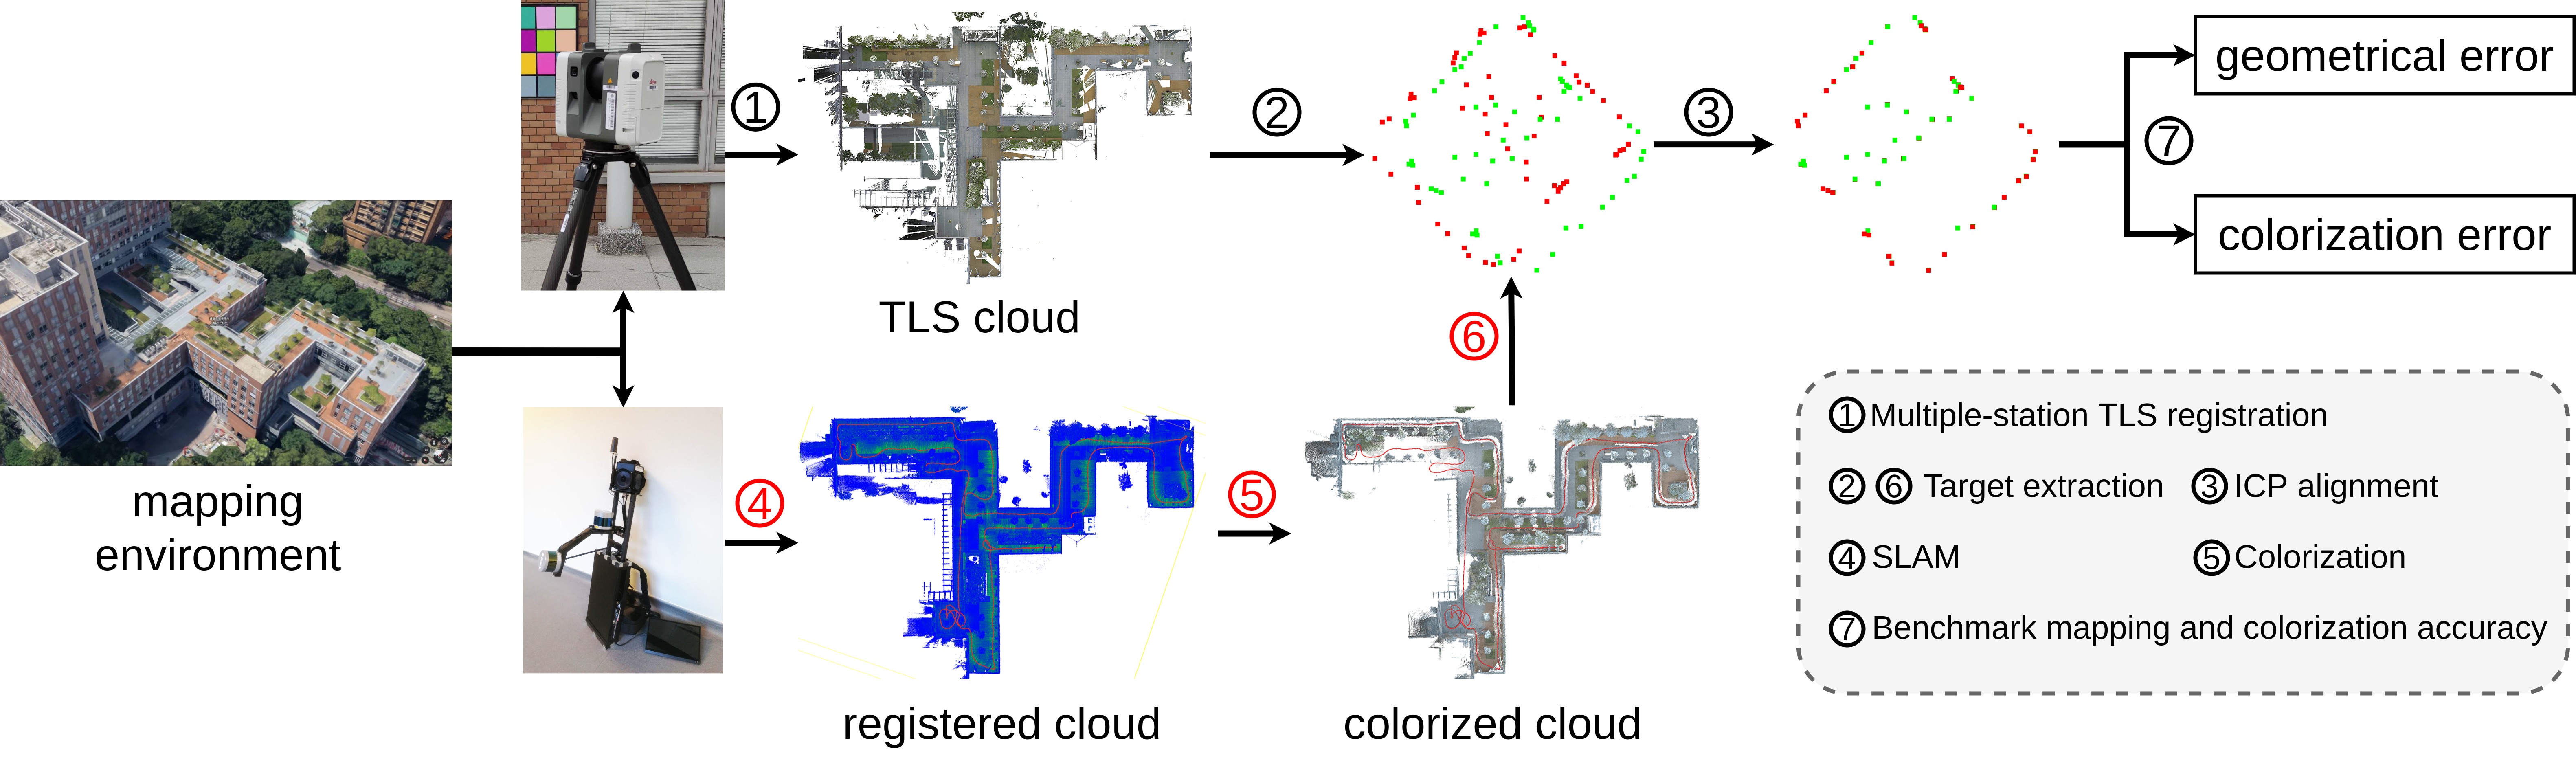 mapping
environment
①
TLS cloud
②
③
⑦
geometrical error
colorization error
④
registered cloud
⑤
colorized cloud
⑥
① Multiple-station TLS registration
② ⑥ Target extraction ③ ICP alignment
④ SLAM ⑤ Colorization
⑦ Benchmark mapping and colorization accuracy